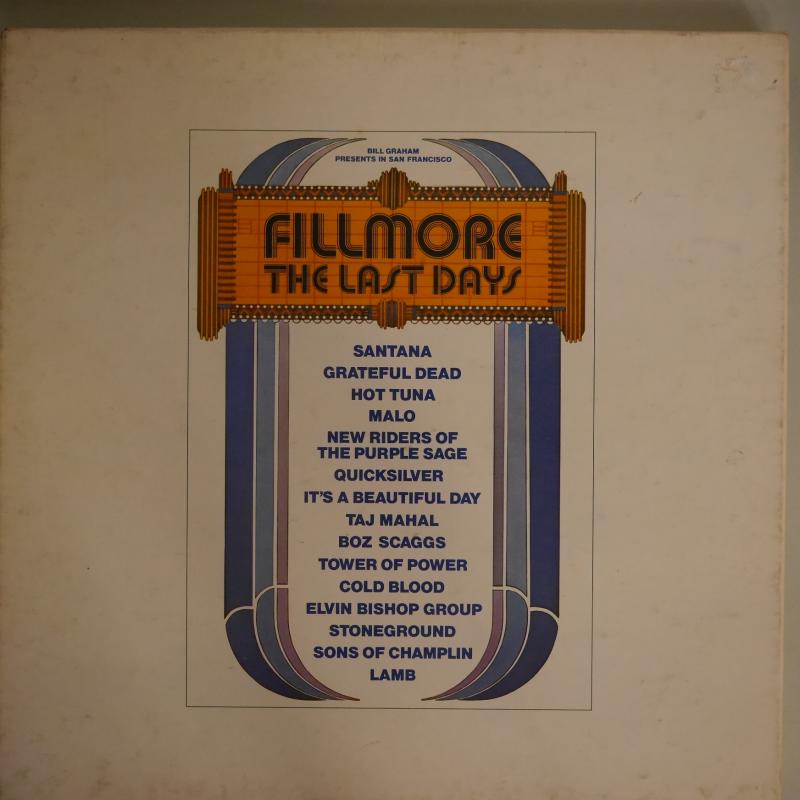 BILL GRAHAM
PRESENTS IN SAN FRANCISCO
FILLMORE
THE LAST DAYS
SANTANA
GRATEFUL DEAD
HOT TUNA
MALO
NEW RIDERS OF
THE PURPLE SAGE
QUICKSILVER
IT'S A BEAUTIFUL DAY
TAJ MAHAL
BOZ SCAGGS
TOWER OF POWER
COLD BLOOD
ELVIN BISHOP GROUP
STONEGROUND
SONS OF CHAMPLIN
LAMB